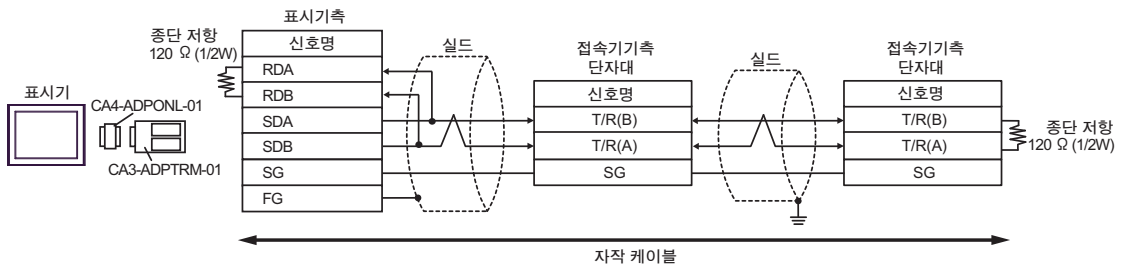 표시기
CA4-ADPONL-01
CA3-ADPTRM-01
종단 저항
120 Ω (1/2W)
표시기측
신호명
RDA
RDB
SDA
SDB
SG
FG
실드
접속기기측
단자대
신호명
T/R(B)
T/R(A)
SG
실드
접속기기측
단자대
신호명
T/R(B)
T/R(A)
SG
종단 저항
120 Ω (1/2W)
자작 케이블